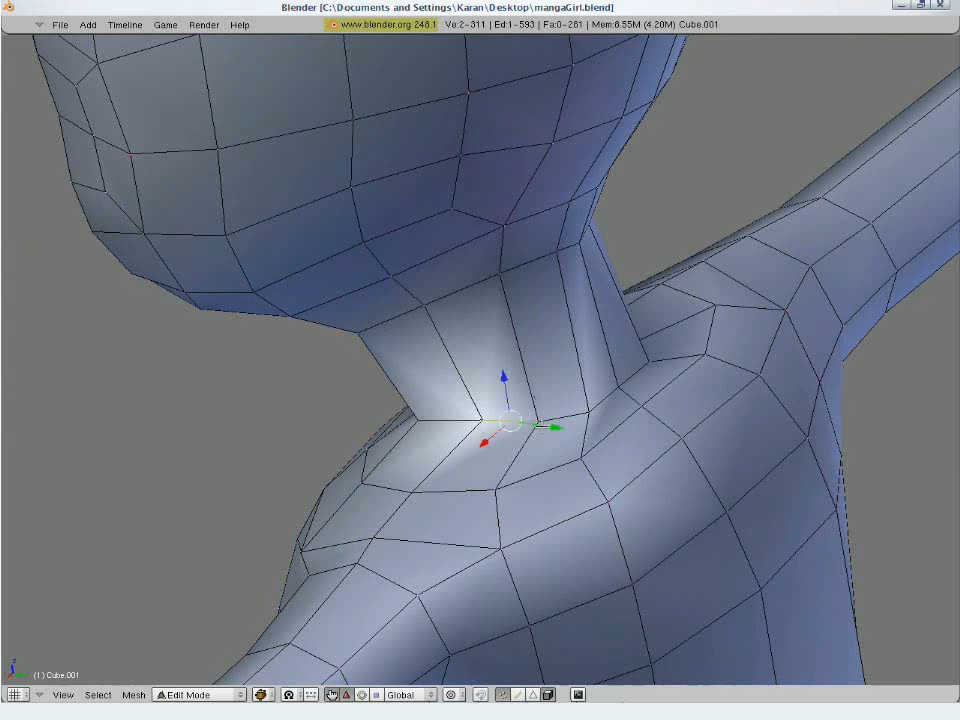 Blender [C:\Documents and Settings\Karan\Desktop\mangaGirl.blend]
File Add Timeline Game Render Help www.blender.org 248.1 Ve:2-311 | Ed:1-593 | Fa:0-281 | Mem:8.55M (4.20M) Cube.001
z
(1) Cube.001
View Select Mesh Edit Mode Global